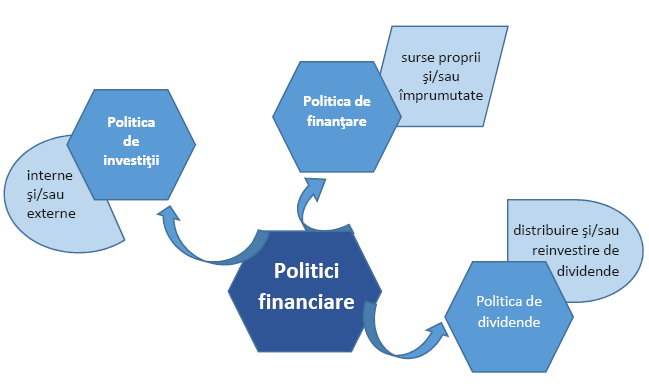 surse proprii
şi/sau
împrumutate
Politica de
finanţare
Politica
de
investiţii
interne
şi/sau
externe
distribuire şi/sau
reinvestire de
dividende
Politici
financiare
Politica de
dividende